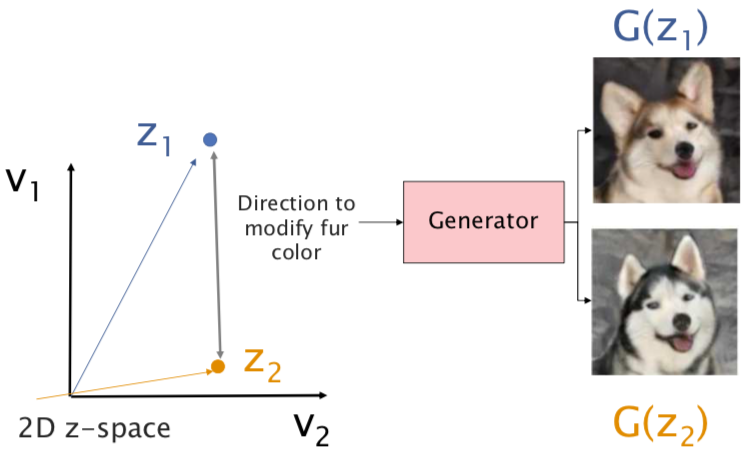 G(z₁)
z₁
v₁
Direction to
modify fur
color
Generator
z₂
2D z-space
v₂
G(z₂)